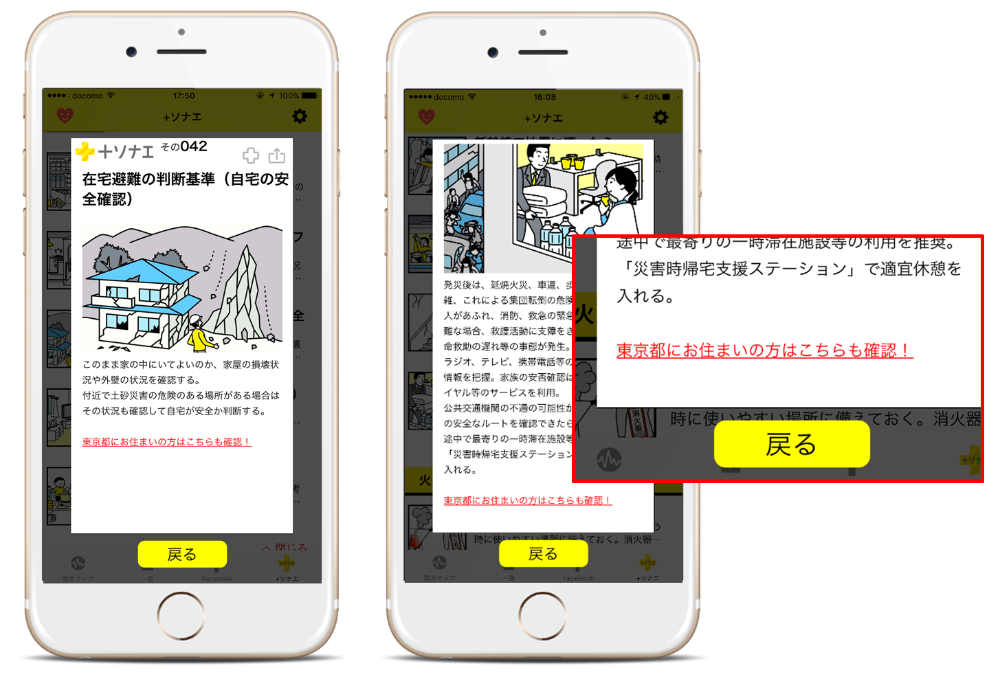 docomo
17:50
100%
+ソナエ
十ソナエ その042
在宅避難の判断基準（自宅の安
全確認）
このまま家の中にいてよいのか、家屋の損壊状
況や外壁の状況を確認する。
付近で土砂災害の危険のある場所がある場合は
その状況も確認して自宅が安全か判断する。
東京都にお住まいの方はこちらも確認！
へ閉じる
戻る
震度マップ
一覧
Facebook
+ソナエ
docomo
16:08
49%
+ソナエ
発災後は、延焼火災、車道、歩
雑、これによる集団転倒の危険
人があふれ、消防、救急の緊急
難な場合、救護活動に支障をき
命救助の遅れ等の事態が発生。
ラジオ、テレビ、携帯電話等の
情報を把握。家族の安否確認は
イヤル等のサービスを利用。
公共交通機関の不通の可能性が
の安全なルートを確認できたら
途中で最寄りの一時滞在施設等
「災害時帰宅支援ステーション
入れる。
東京都にお住まいの方はこちらも確認！
時に使いやすい場所に備えておく。消火器…
戻る
震度マップ
一覧
Facebook
+ソナエ
途中で最寄りの一時滞在施設等の利用を推奨。
「災害時帰宅支援ステーション」で適宜休憩を
入れる。
東京都にお住まいの方はこちらも確認！
消火器
時に使いやすい場所に備えておく。消火器
戻る
+ソナ